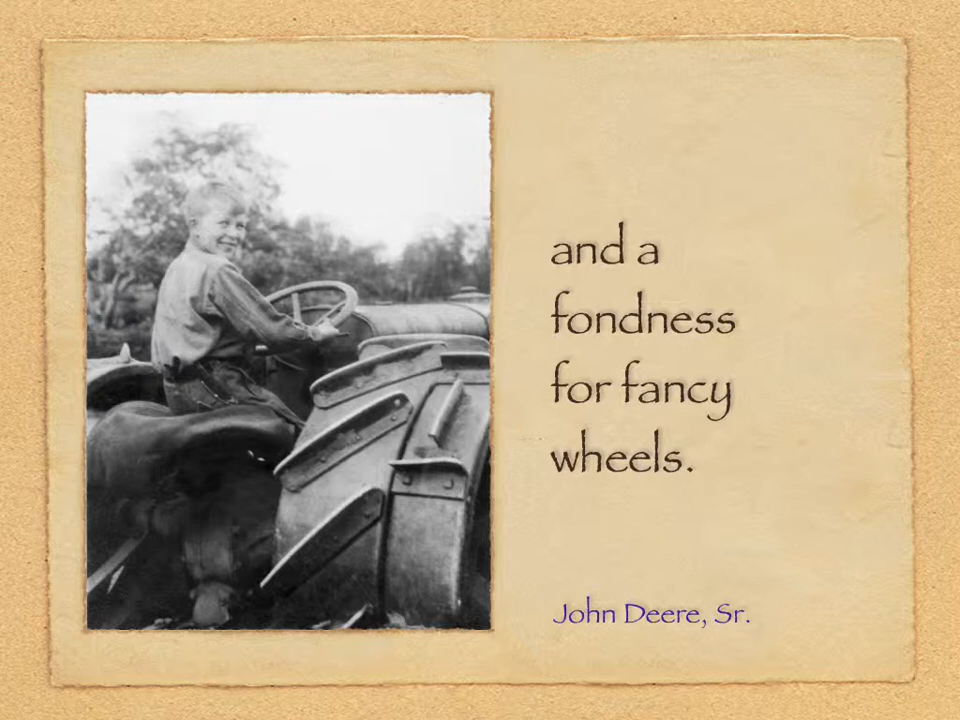 and a
fondness
for fancy
wheels.
John Deere, Sr.